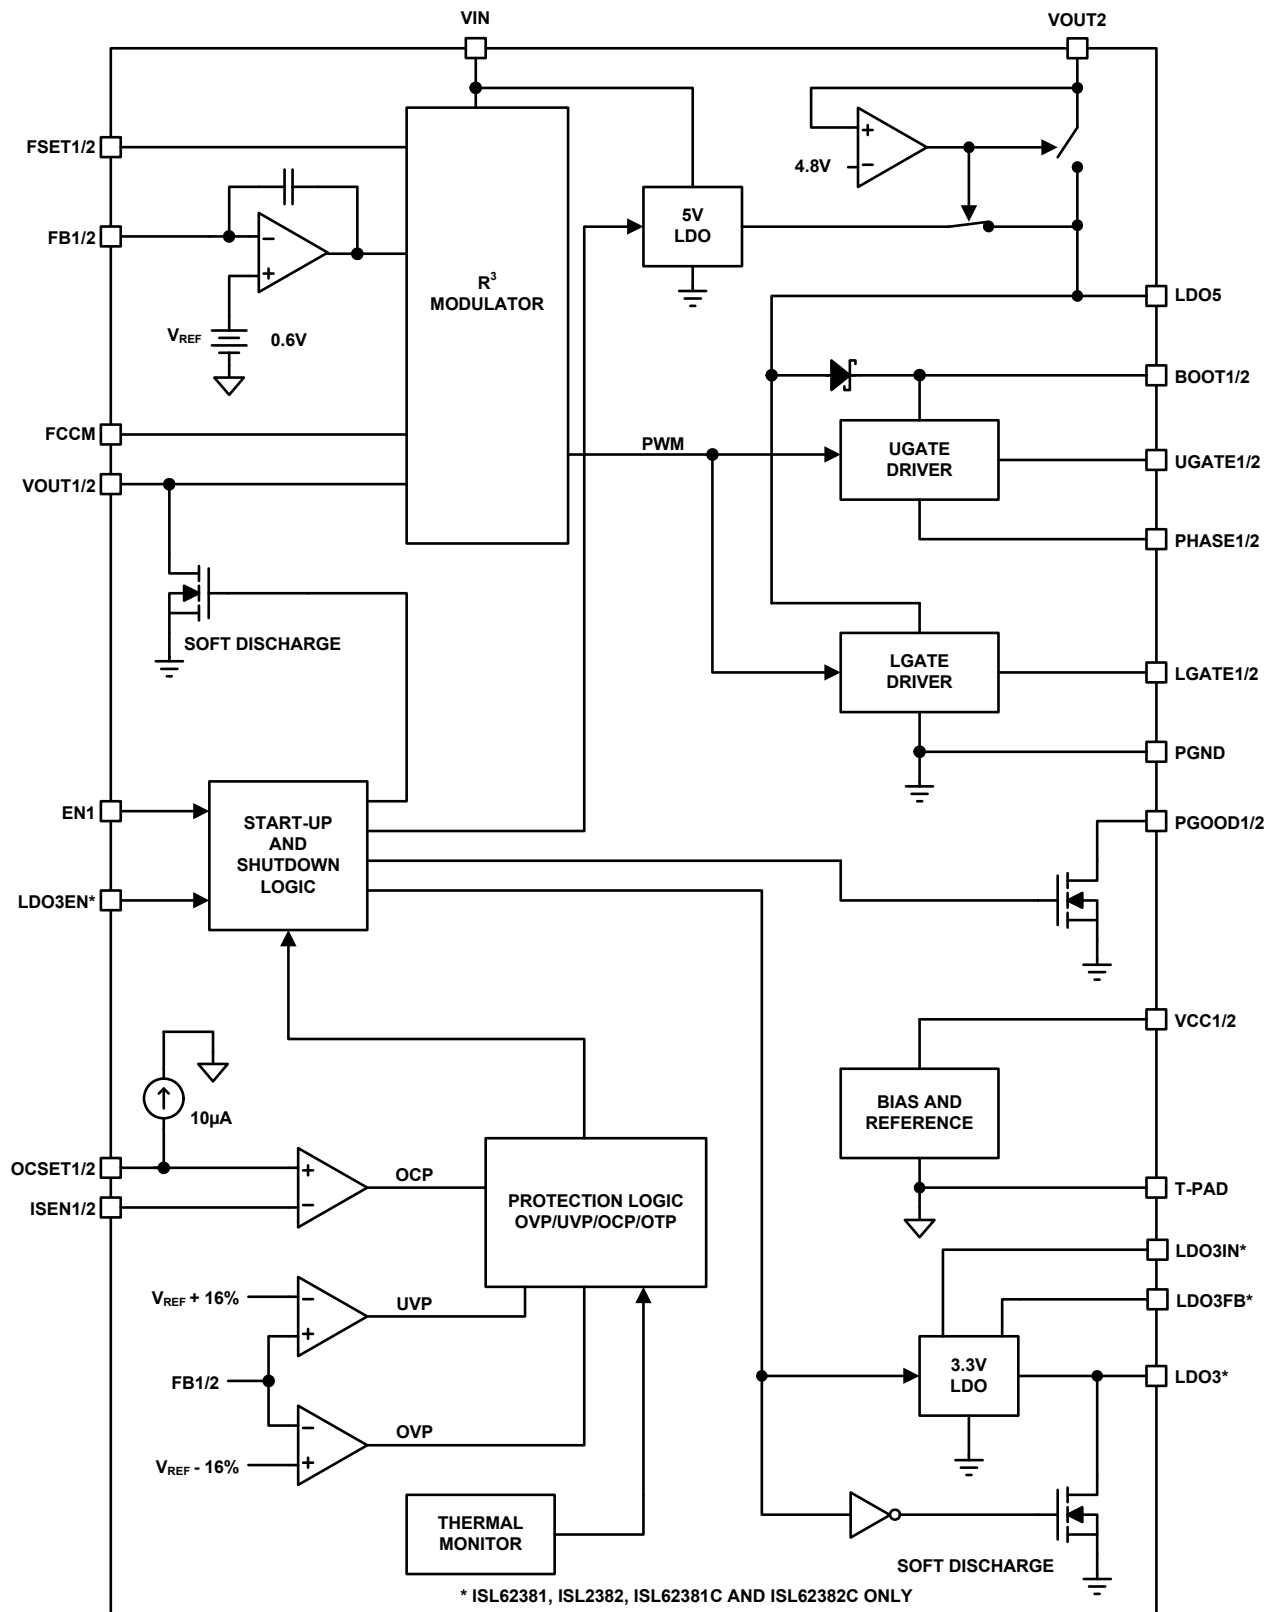 VIN
VOUT2
FSET1/2
+
4.8V
−
FB1/2
−
+
5V
LDO
R3
MODULATOR
VREF
0.6V
LDO5
BOOT1/2
FCCM
PWM
UGATE
DRIVER
UGATE1/2
VOUT1/2
PHASE1/2
SOFT DISCHARGE
LGATE
DRIVER
LGATE1/2
PGND
EN1
START-UP
AND
SHUTDOWN
LOGIC
PGOOD1/2
LDO3EN*
VCC1/2
10µA
BIAS AND
REFERENCE
OCSET1/2
+
OCP
ISEN1/2
−
PROTECTION LOGIC
OVP/UVP/OCP/OTP
T-PAD
LDO3IN*
VREF + 16%
−
UVP
+
LDO3FB*
FB1/2
3.3V
LDO
LDO3*
−
OVP
VREF - 16%
+
THERMAL
MONITOR
SOFT DISCHARGE
* ISL62381, ISL2382, ISL62381C AND ISL62382C ONLY